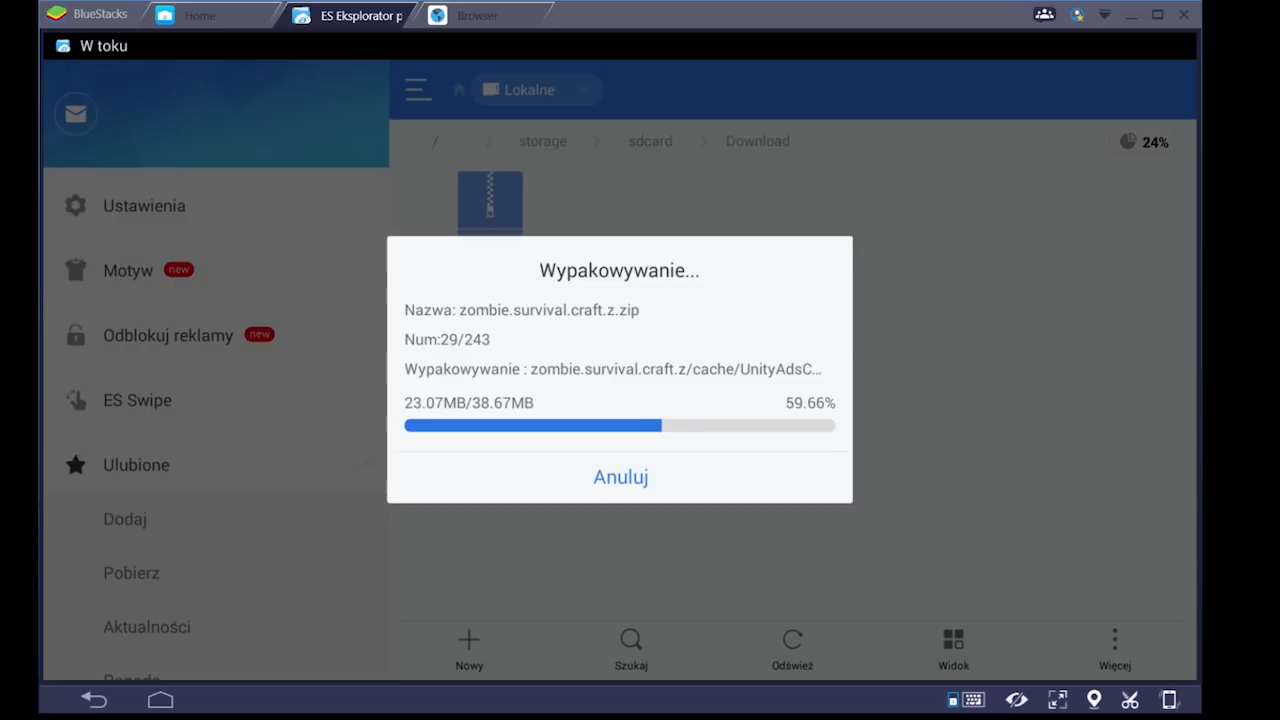 BlueStacks
Home
ES Eksplorator p
Browser
W toku
Lokalne
/
storage
sdcard
Download
24%
Ustawienia
Motyw
new
Odblokuj reklamy
new
ES Swipe
Ulubione
Dodaj
Pobierz
Aktualności
Pogoda
Wypakowywanie...
Nazwa: zombie.survival.craft.z.zip
Num:29/243
Wypakowywanie : zombie.survival.craft.z/cache/UnityAdsC...
23.07MB/38.67MB
59.66%
Anuluj
Nowy
Szukaj
Odśwież
Widok
Więcej